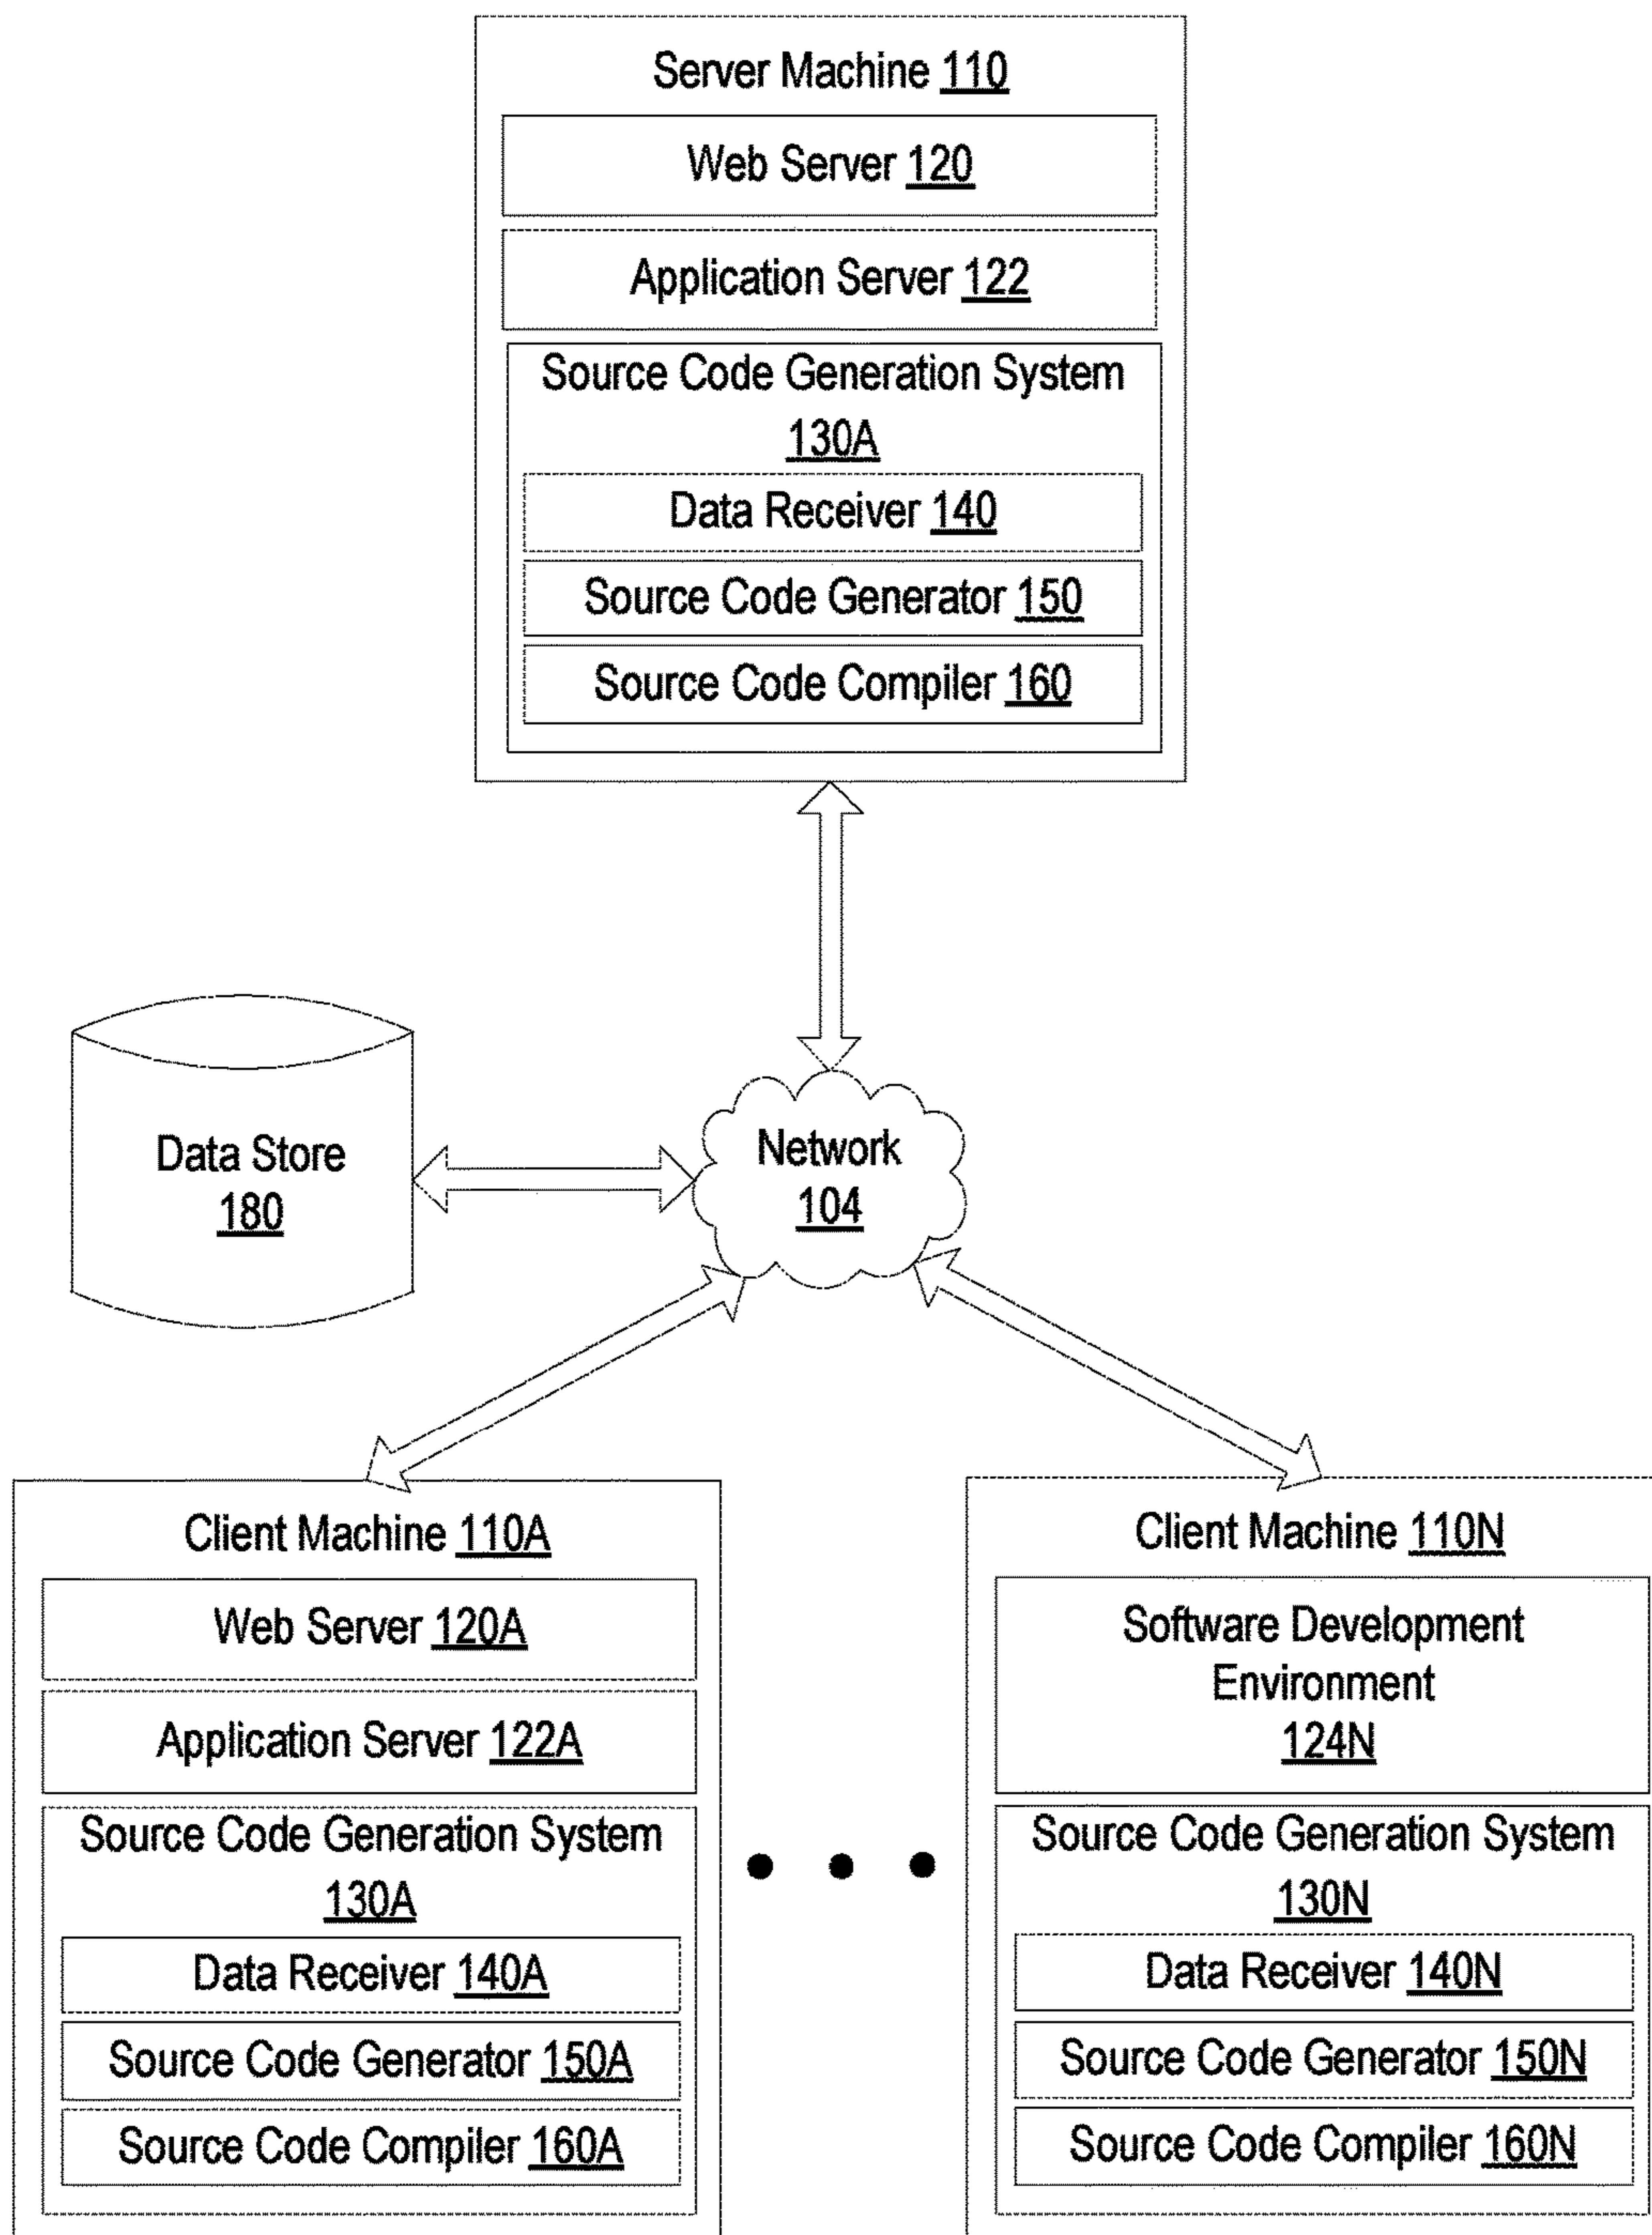 Server Machine 110
Web Server 120
Application Server 122
Source Code Generation System
130A
Data Receiver 140
Source Code Generator 150
Source Code Compiler 160
Data Store
180
Network
104
Client Machine 110A
Web Server 120A
Application Server 122A
Source Code Generation System
130A
Data Receiver 140A
Source Code Generator 150A
Source Code Compiler 160A
Client Machine 110N
Software Development
Environment
124N
Source Code Generation System
130N
Data Receiver 140N
Source Code Generator 150N
Source Code Compiler 160N